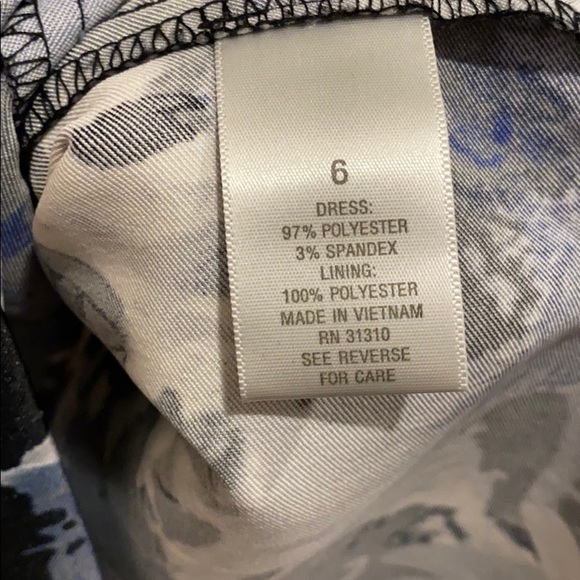 6
DRESS:
97% POLYESTER
3% SPANDEX
LINING:
100% POLYESTER
MADE IN VIETNAM
RN 31310
SEE REVERSE
FOR CARE